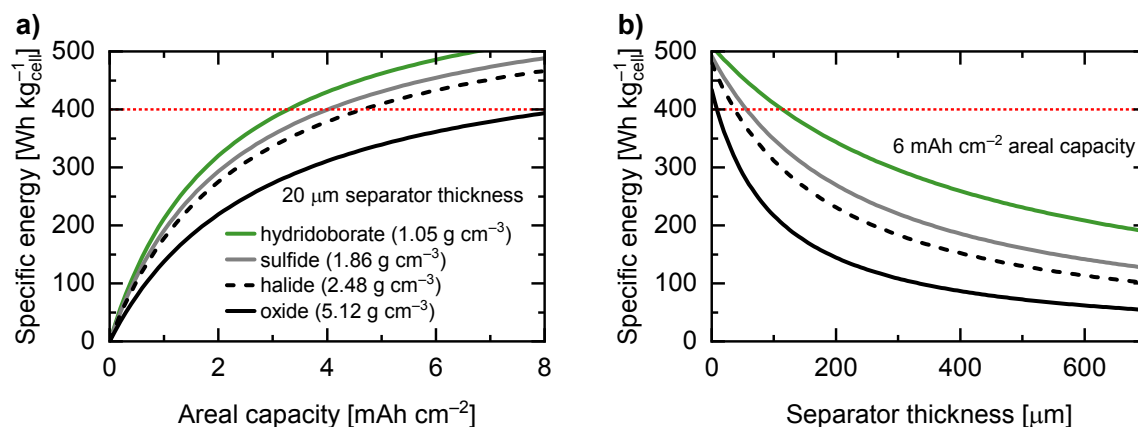 a)
Specific energy [Wh kg⁻¹cell]
500
400
300
200
100
0
20 μm separator thickness
hydridoborate (1.05 g cm⁻³)
sulfide (1.86 g cm⁻³)
halide (2.48 g cm⁻³)
oxide (5.12 g cm⁻³)
0 2 4 6 8
Areal capacity [mAh cm⁻²]
b)
Specific energy [Wh kg⁻¹cell]
500
400
300
200
100
0
6 mAh cm⁻² areal capacity
0 200 400 600
Separator thickness [μm]